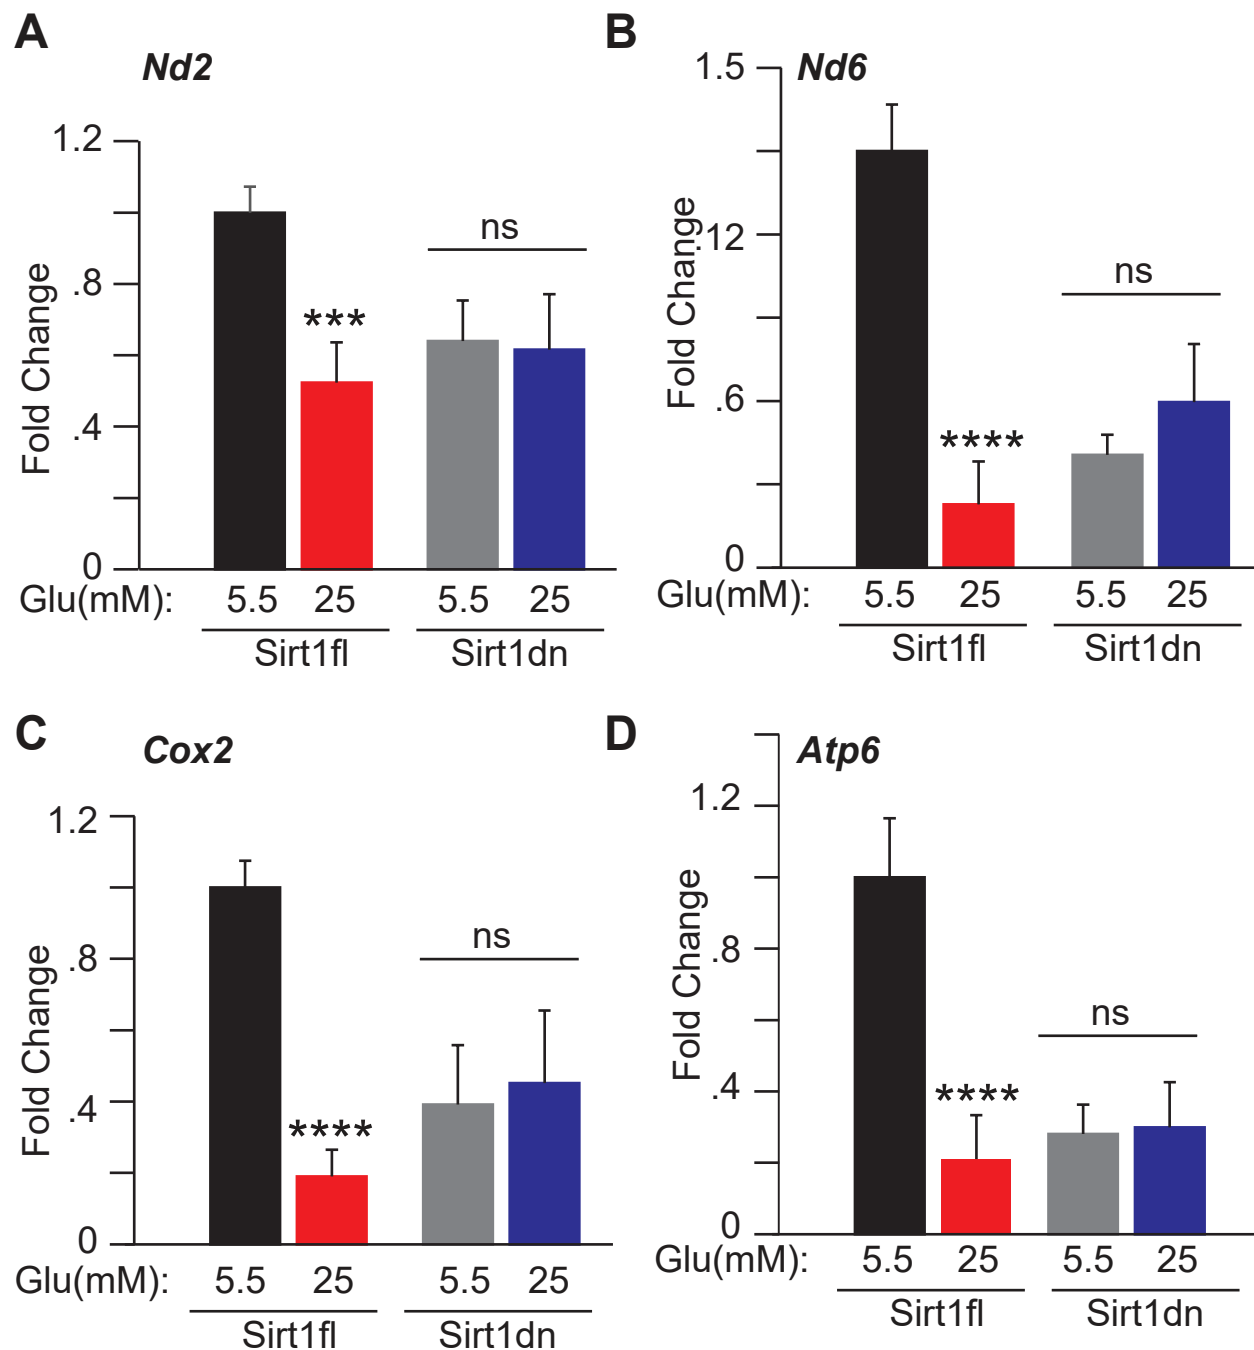 A
Nd2
1.2
.8
.4
0
Fold Change
***
ns
Glu(mM): 5.5 25 5.5 25
Sirt1fl Sirt1dn
B
Nd6
1.5
.12
.6
0
Fold Change
****
ns
Glu(mM): 5.5 25 5.5 25
Sirt1fl Sirt1dn
C
Cox2
1.2
.8
.4
0
Fold Change
****
ns
Glu(mM): 5.5 25 5.5 25
Sirt1fl Sirt1dn
D
Atp6
1.2
.8
.4
0
Fold Change
****
ns
Glu(mM): 5.5 25 5.5 25
Sirt1fl Sirt1dn